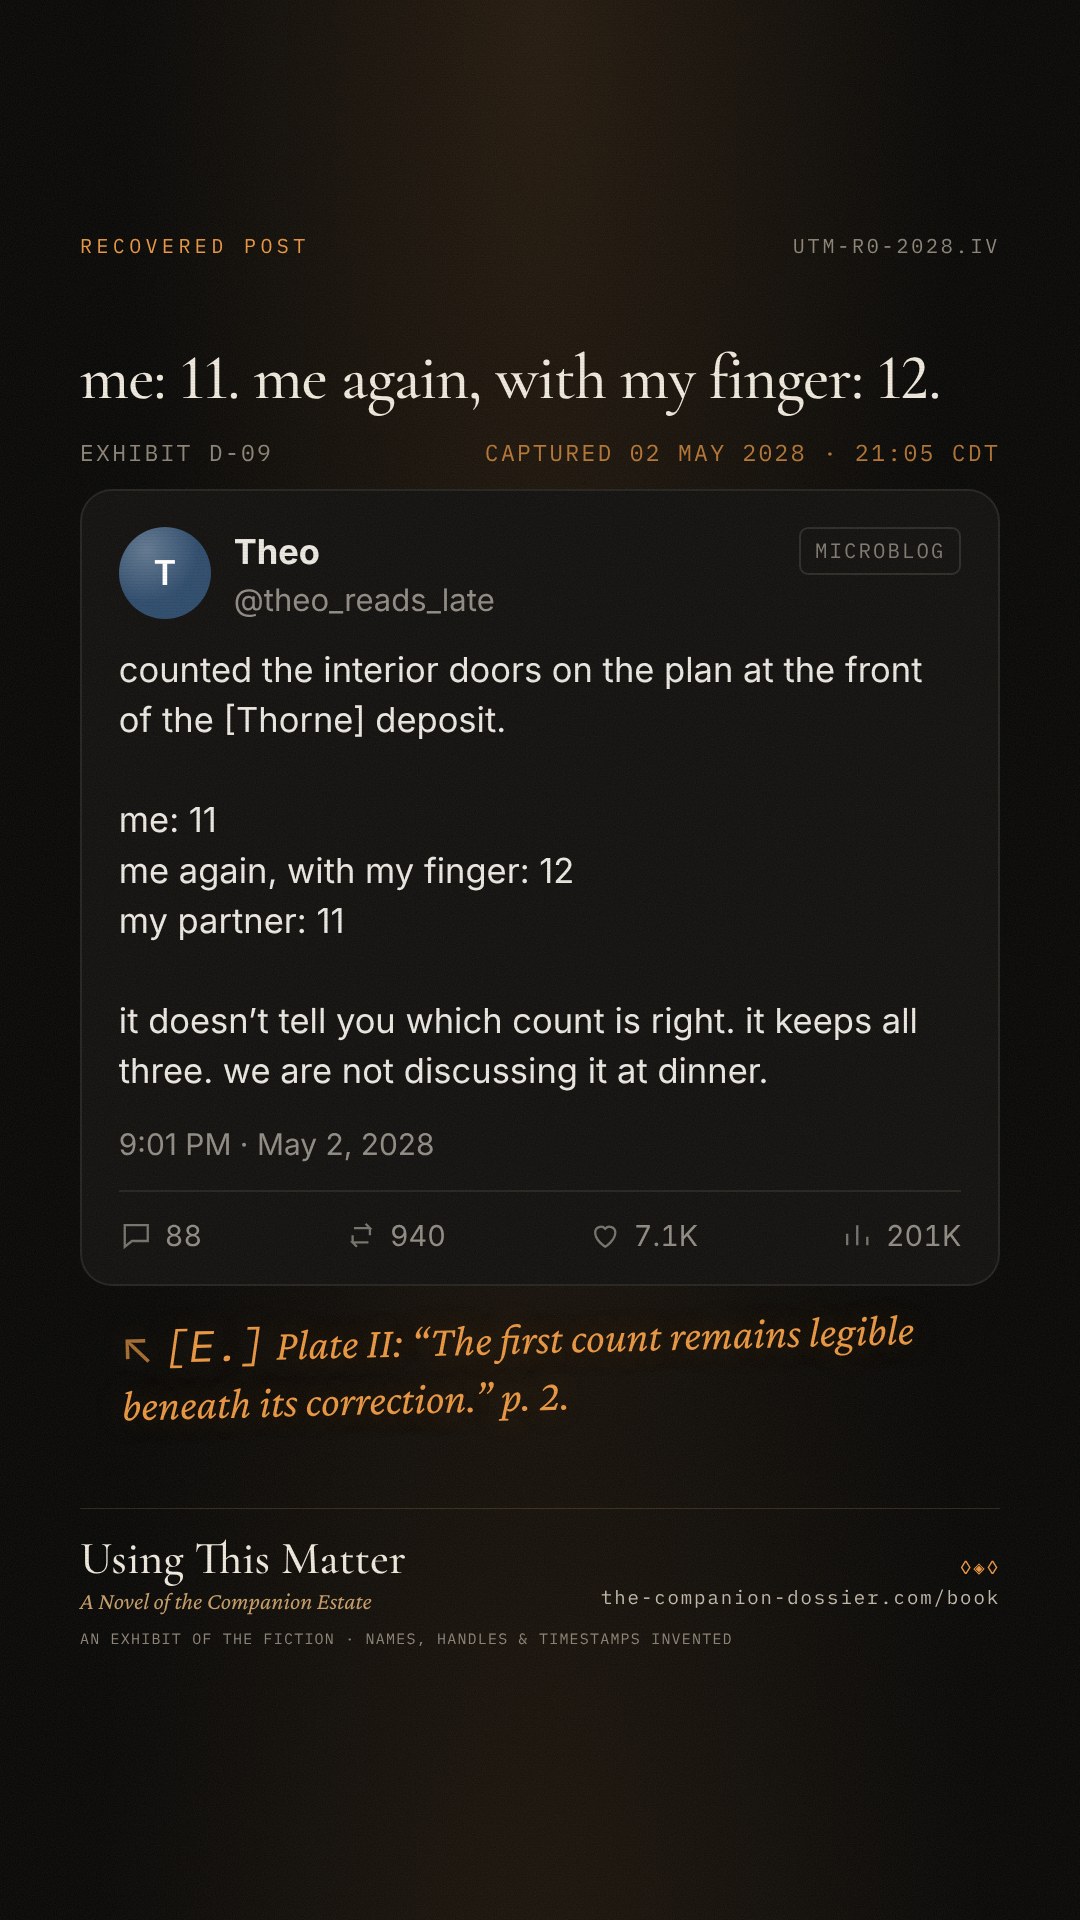 RECOVERED POST
UTM-R0-2028.IV
me: 11. me again, with my finger: 12.
EXHIBIT D-09
CAPTURED 02 MAY 2028 · 21:05 CDT
T
Theo
@theo_reads_late
MICROBLOG
counted the interior doors on the plan at the front
of the [Thorne] deposit.
me: 11
me again, with my finger: 12
my partner: 11
it doesn’t tell you which count is right. it keeps all
three. we are not discussing it at dinner.
9:01 PM · May 2, 2028
88
940
7.1K
201K
↖ [E.] Plate II: “The first count remains legible
beneath its correction.” p. 2.
Using This Matter
A Novel of the Companion Estate
◊◈◊
the-companion-dossier.com/book
AN EXHIBIT OF THE FICTION · NAMES, HANDLES & TIMESTAMPS INVENTED